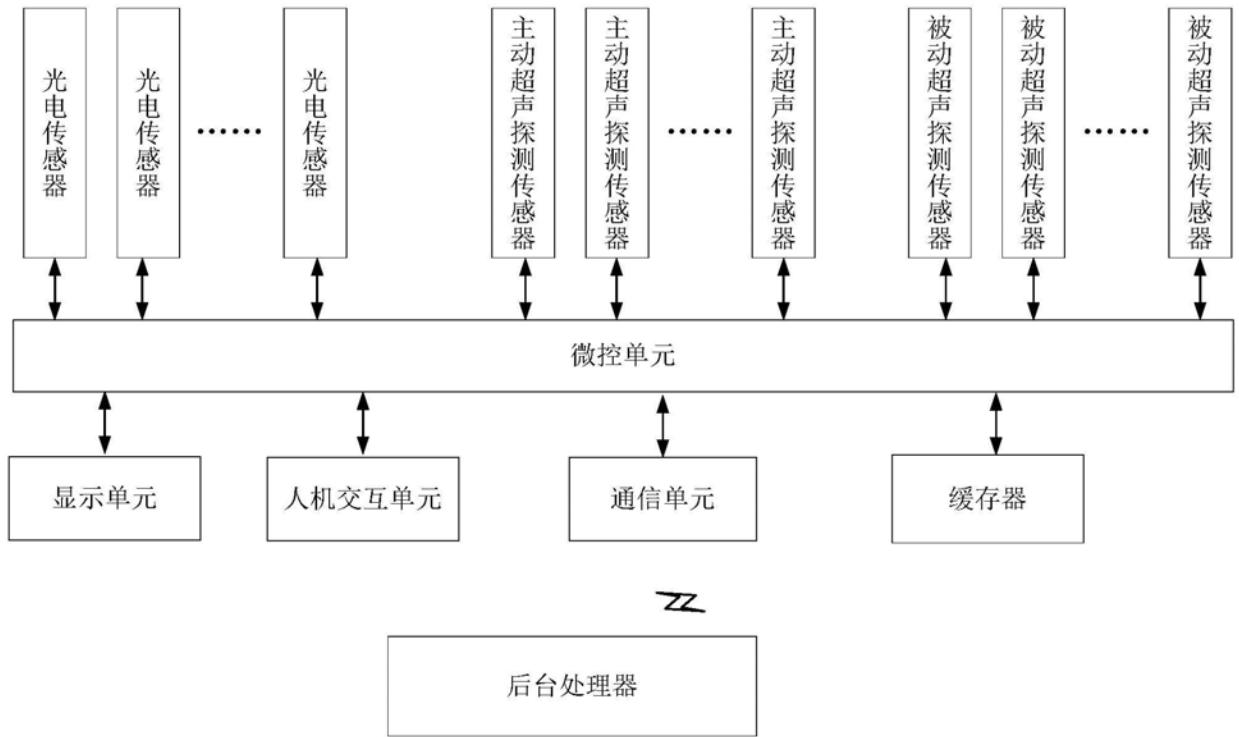 光电传感器
光电传感器
……
光电传感器
主动超声探测传感器
主动超声探测传感器
……
主动超声探测传感器
被动超声探测传感器
被动超声探测传感器
……
被动超声探测传感器
微控单元
显示单元
人机交互单元
通信单元
缓存器
后台处理器